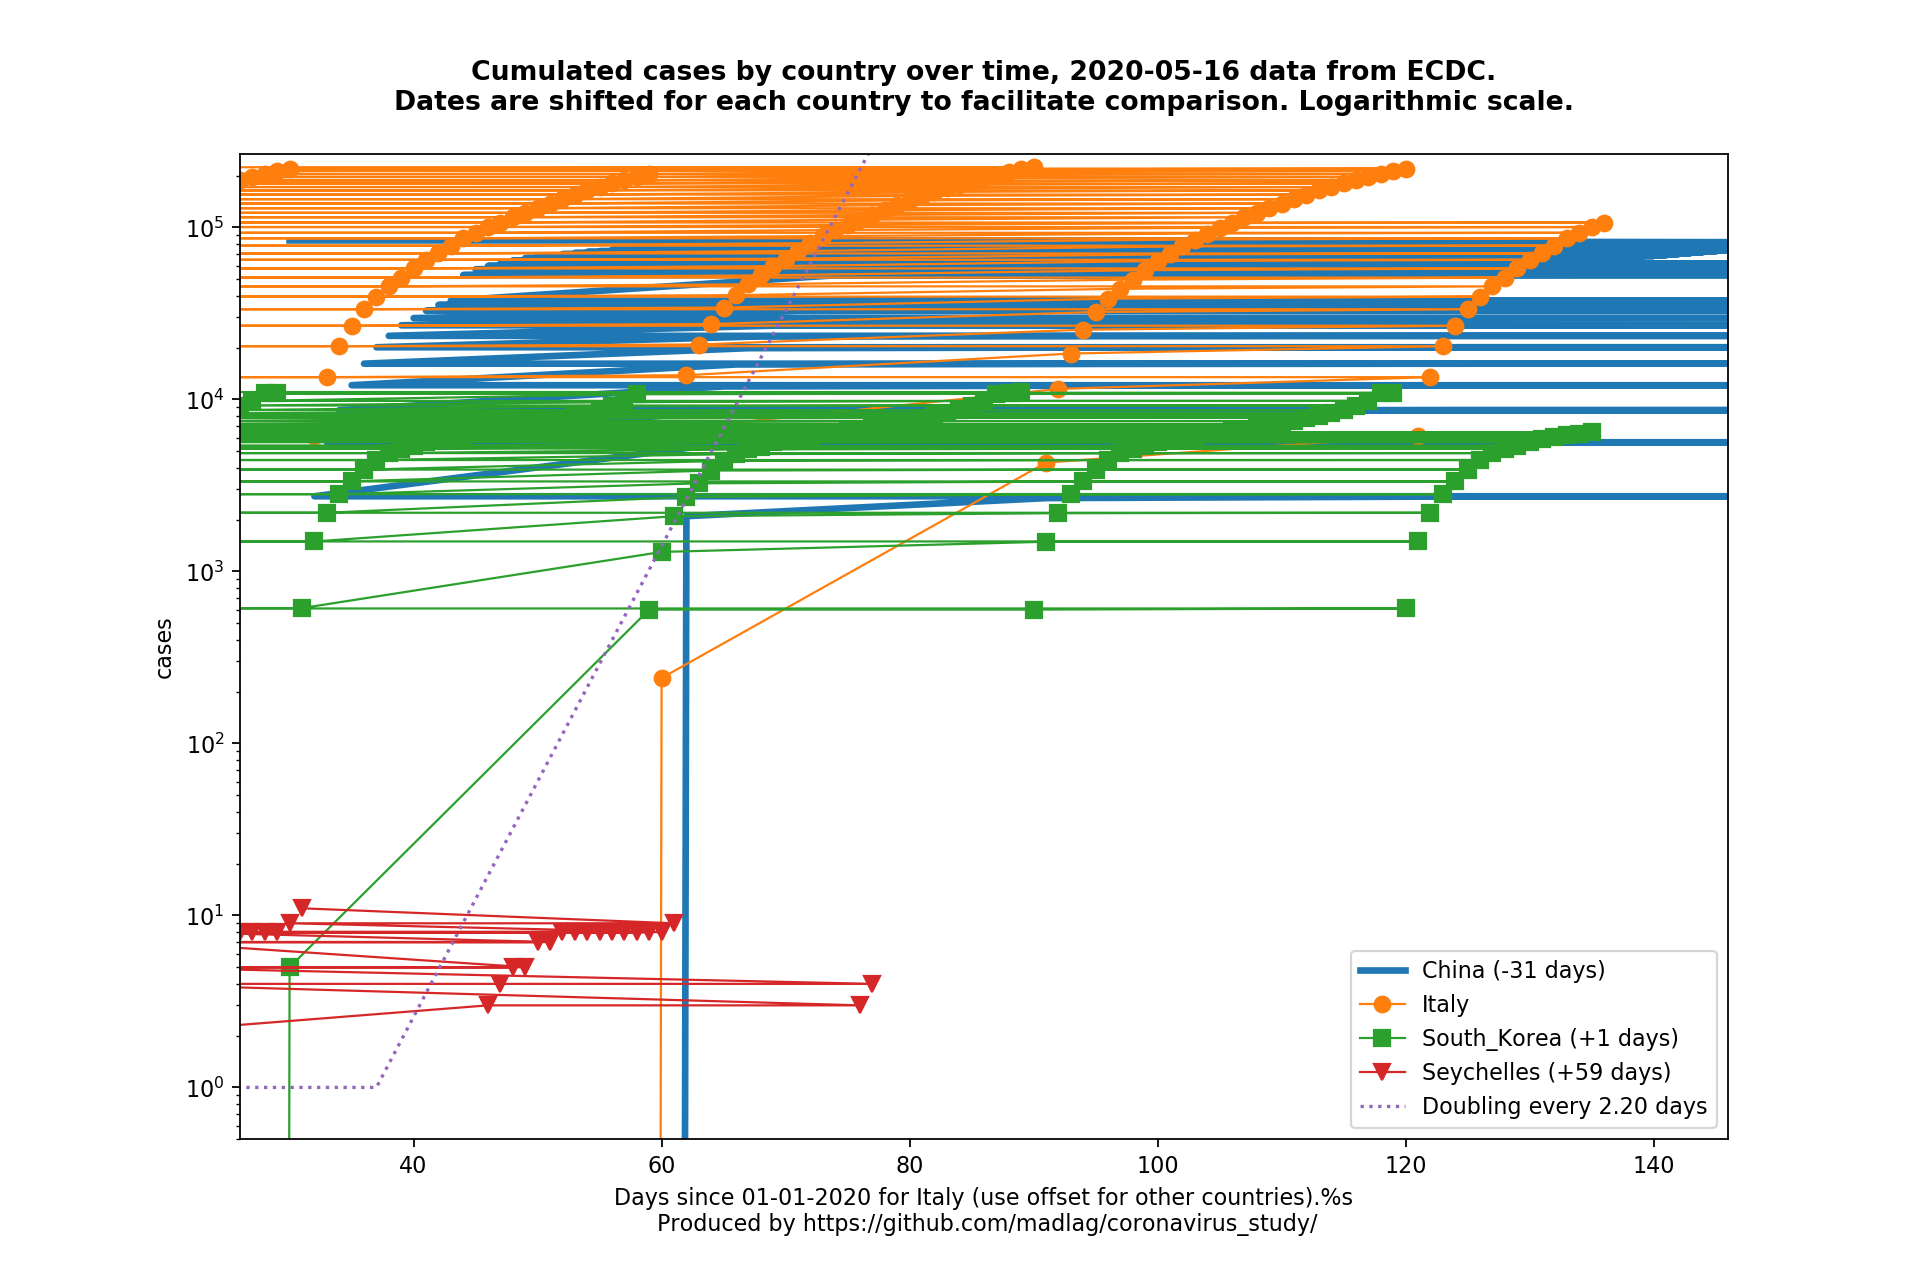 Cumulated cases by country over time, 2020-05-16 data from ECDC.
Dates are shifted for each country to facilitate comparison. Logarithmic scale.
cases
10^5
10^4
10^3
10^2
10^1
10^0
China (-31 days)
Italy
South_Korea (+1 days)
Seychelles (+59 days)
Doubling every 2.20 days
40 60 80 100 120 140
Days since 01-01-2020 for Italy (use offset for other countries).%s
Produced by https://github.com/madlag/coronavirus_study/